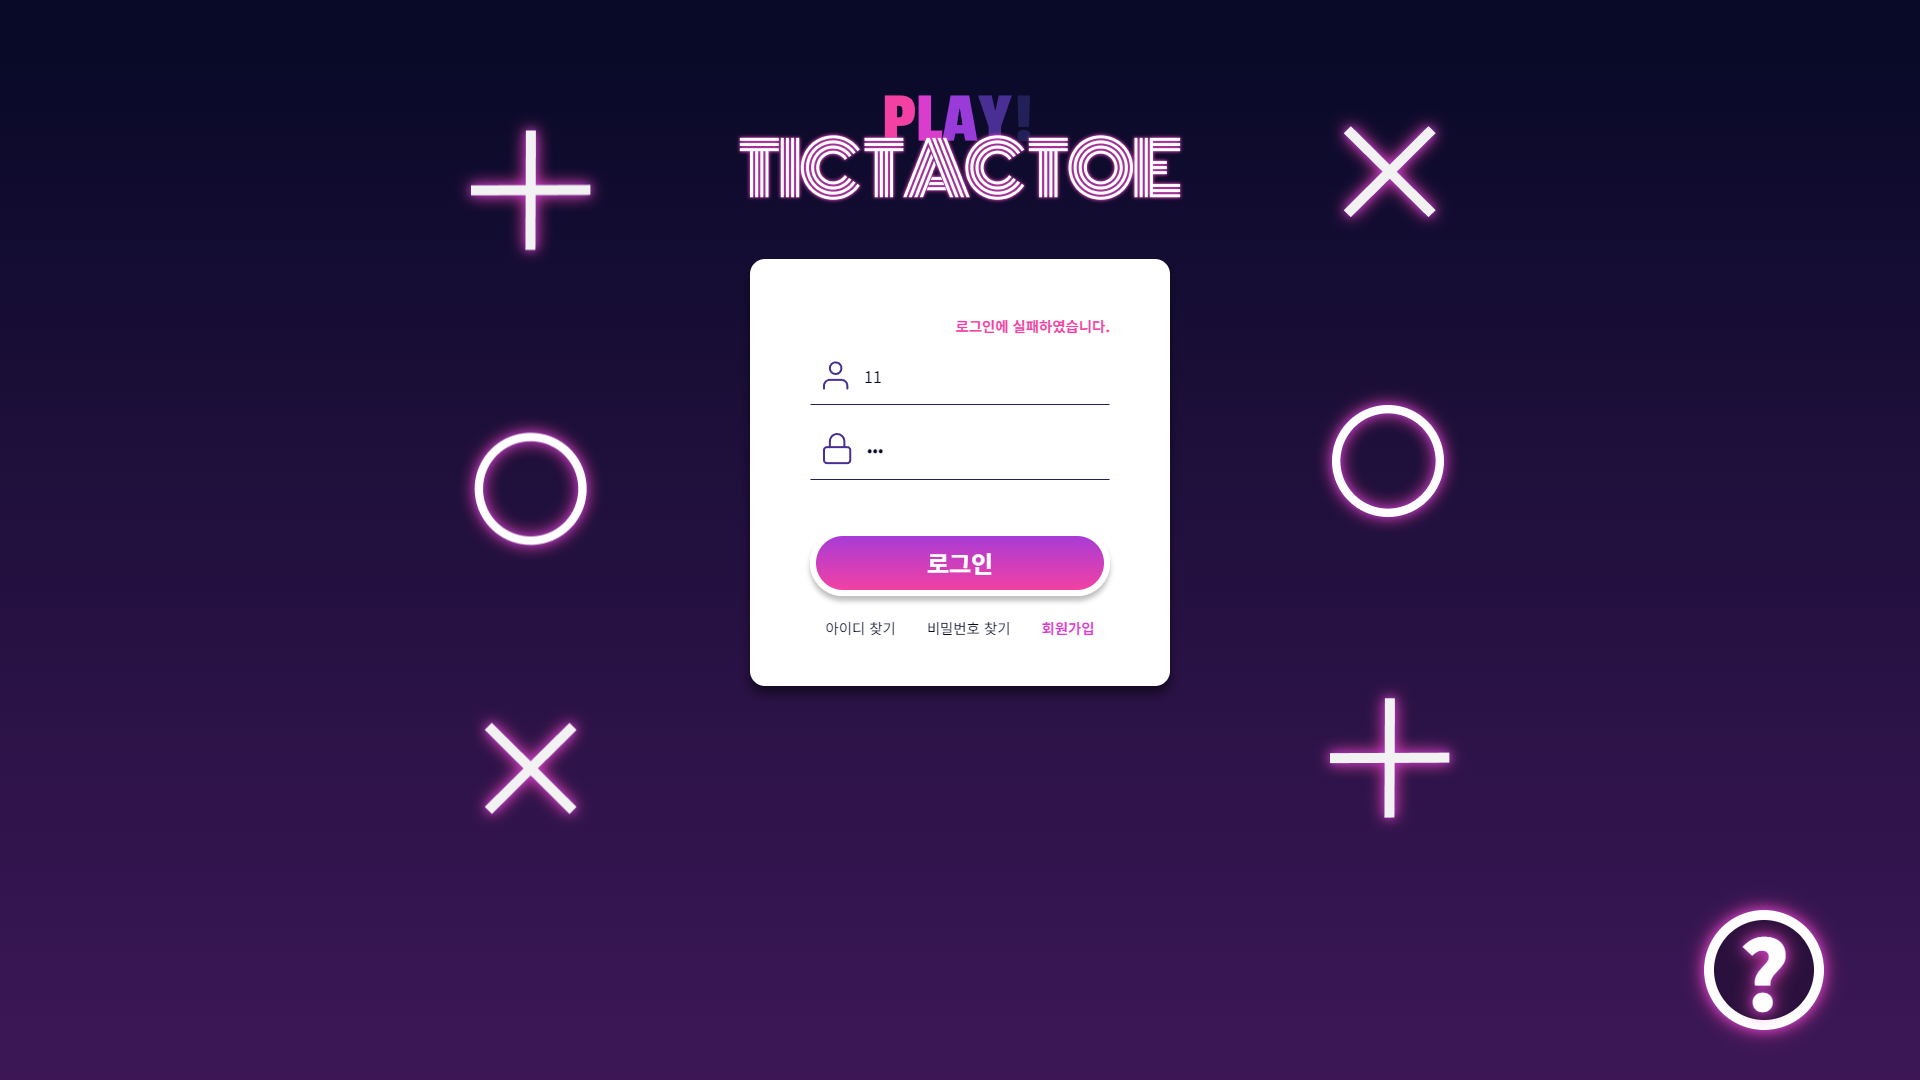 PLAY!
TICTACTOE
로그인에 실패하였습니다.
11
•••
로그인
아이디 찾기 비밀번호 찾기 회원가입
?